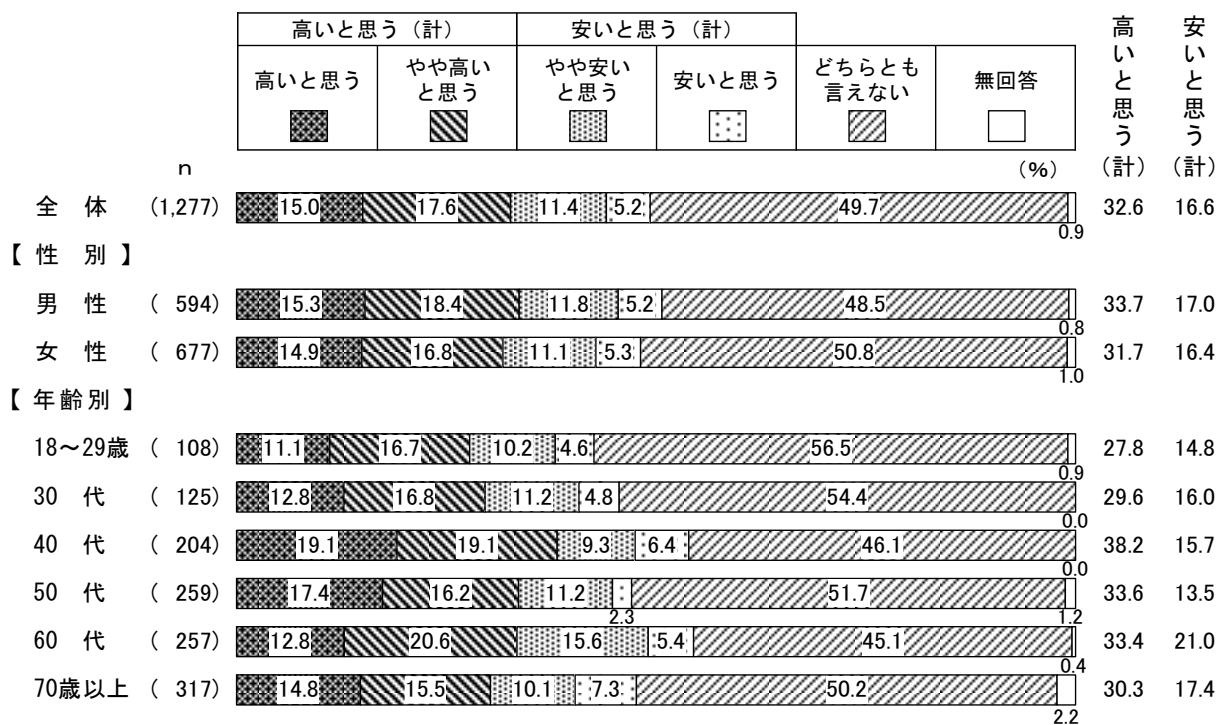 高いと思う（計） 安いと思う（計）
高いと思う やや高いと思う やや安いと思う 安いと思う どちらとも言えない 無回答
高いと思う（計） 安いと思う（計）
n （％）
全体 (1,277) 15.0 17.6 11.4 5.2 49.7 0.9 32.6 16.6
【性別】
男性 ( 594) 15.3 18.4 11.8 5.2 48.5 0.8 33.7 17.0
女性 ( 677) 14.9 16.8 11.1 5.3 50.8 1.0 31.7 16.4
【年齢別】
18～29歳 ( 108) 11.1 16.7 10.2 4.6 56.5 0.9 27.8 14.8
30代 ( 125) 12.8 16.8 11.2 4.8 54.4 0.0 29.6 16.0
40代 ( 204) 19.1 19.1 9.3 6.4 46.1 0.0 38.2 15.7
50代 ( 259) 17.4 16.2 11.2 2.3 51.7 1.2 33.6 13.5
60代 ( 257) 12.8 20.6 15.6 5.4 45.1 0.4 33.4 21.0
70歳以上 ( 317) 14.8 15.5 10.1 7.3 50.2 2.2 30.3 17.4